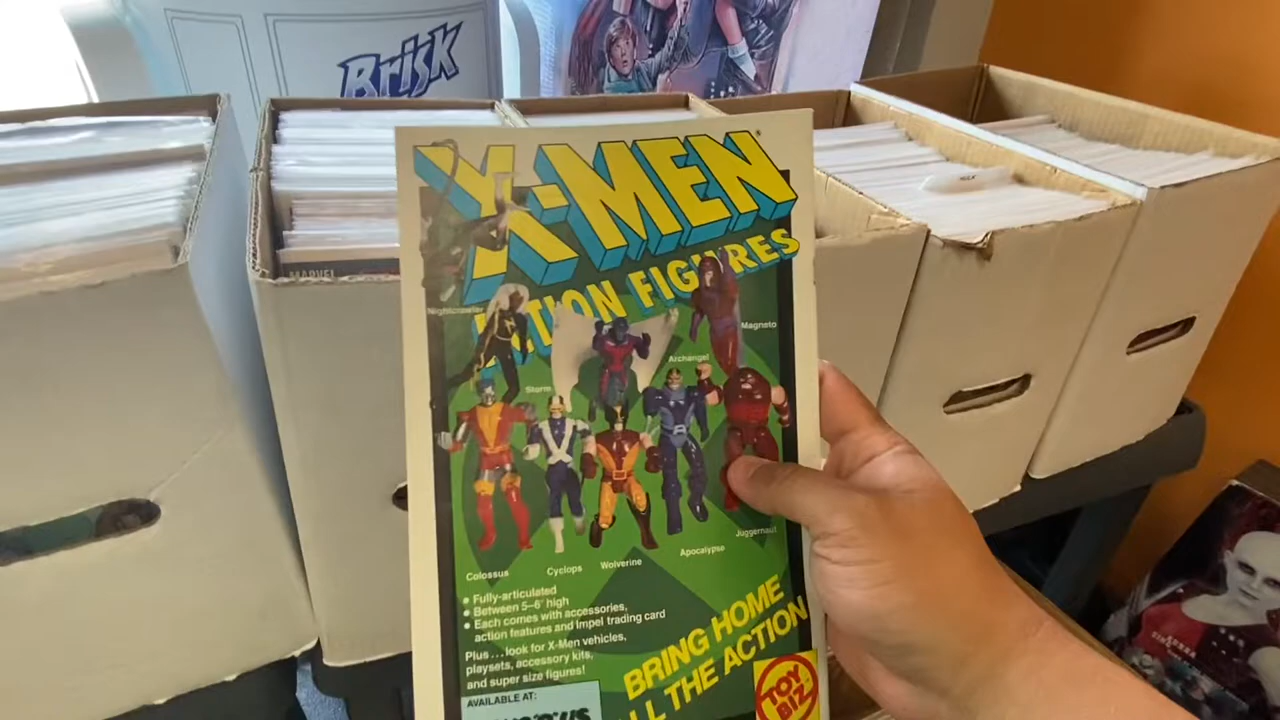 Brisk
MARVEL
X-MEN
ACTION FIGURES
Nightcrawler
Magneto
Archangel
Storm
Juggernaut
Apocalypse
Colossus
Cyclops
Wolverine
• Fully-articulated
• Between 5–6" high
• Each comes with accessories,
action features and Impel trading card
Plus...look for X-Men vehicles,
playsets, accessory kits,
and super size figures!
BRING HOME
ALL THE ACTION
AVAILABLE AT:
TOY
BIZ